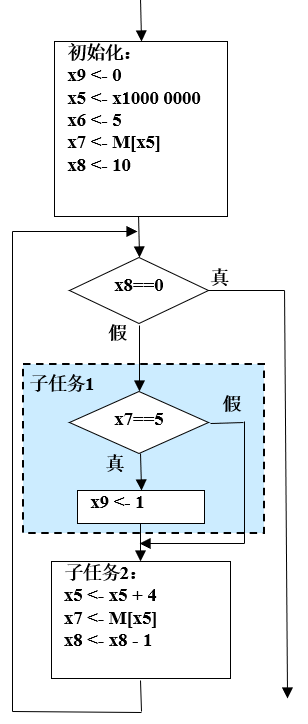 初始化：
x9 <- 0
x5 <- x1000 0000
x6 <- 5
x7 <- M[x5]
x8 <- 10
x8==0
真
假
子任务1
x7==5
假
真
x9 <- 1
子任务2：
x5 <- x5 + 4
x7 <- M[x5]
x8 <- x8 - 1